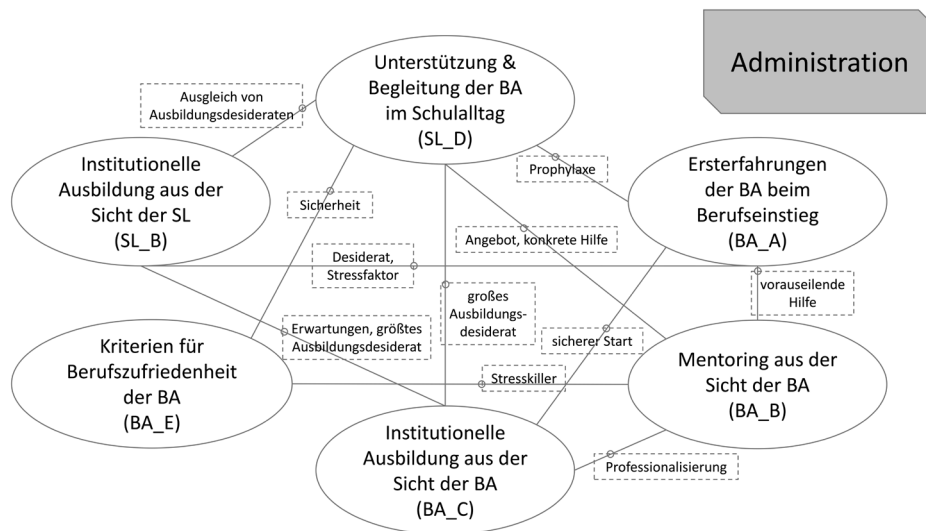 Administration
Unterstützung &
Begleitung der BA
im Schulalltag
(SL_D)
Ausgleich von
Ausbildungsdesideraten
Institutionelle
Ausbildung aus der
Sicht der SL
(SL_B)
Prophylaxe
Ersterfahrungen
der BA beim
Berufseinstieg
(BA_A)
Sicherheit
Angebot, konkrete Hilfe
Desiderat,
Stressfaktor
vorauseilende
Hilfe
großes
Ausbildungs-
desiderat
Erwartungen, größtes
Ausbildungsdesiderat
sicherer Start
Kriterien für
Berufszufriedenheit
der BA
(BA_E)
Stresskiller
Mentoring aus der
Sicht der BA
(BA_B)
Institutionelle
Ausbildung aus der
Sicht der BA
(BA_C)
Professionalisierung